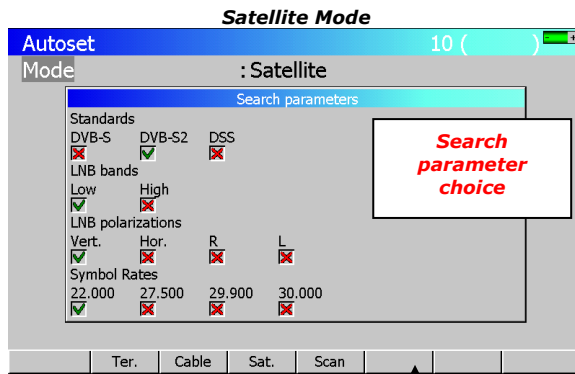 Satellite Mode
Autoset 10 ( )
- +
Mode : Satellite
Search parameters
Standards
DVB-S DVB-S2 DSS
LNB bands
Low High
LNB polarizations
Vert. Hor. R L
Symbol Rates
22.000 27.500 29.900 30.000
Search
parameter
choice
Ter. Cable Sat. Scan